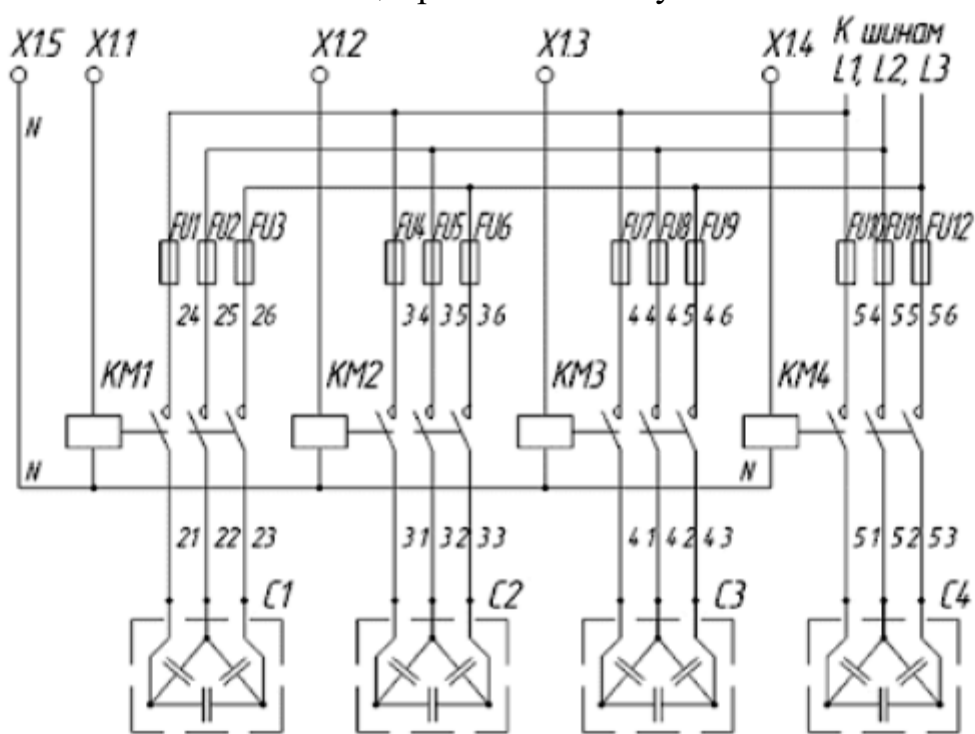 X1.5 X1.1 X1.2 X1.3 X1.4 К шинам
L1, L2, L3
N
FU1 FU2 FU3 FU4 FU5 FU6 FU7 FU8 FU9 FU10 FU11 FU12
24 25 26 34 35 36 44 45 46 54 55 56
KM1 KM2 KM3 KM4
N N
21 22 23 31 32 33 41 42 43 51 52 53
C1 C2 C3 C4